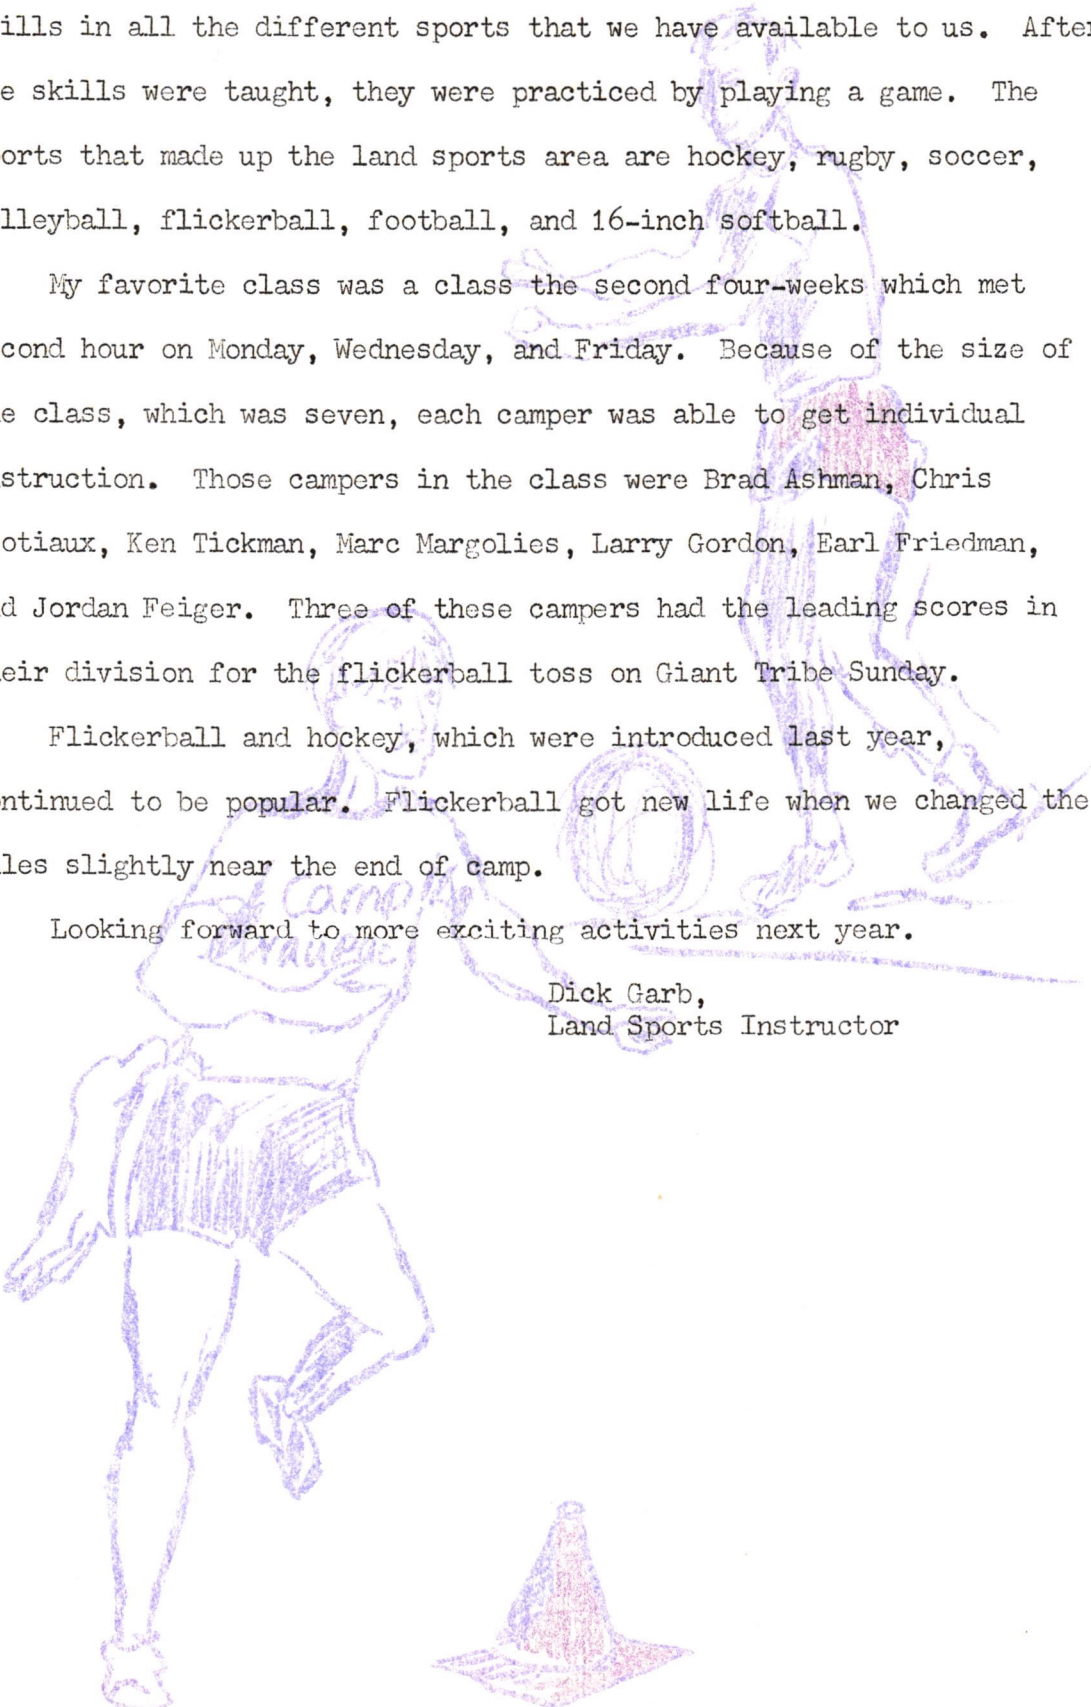 ills in all the different sports that we have available to us. After
e skills were taught, they were practiced by playing a game. The
orts that made up the land sports area are hockey, rugby, soccer,
lleyball, flickerball, football, and 16-inch softball.
My favorite class was a class the second four-weeks which met
cond hour on Monday, Wednesday, and Friday. Because of the size of
e class, which was seven, each camper was able to get individual
struction. Those campers in the class were Brad Ashman, Chris
otiaux, Ken Tickman, Marc Margolies, Larry Gordon, Earl Friedman,
d Jordan Feiger. Three of these campers had the leading scores in
eir division for the flickerball toss on Giant Tribe Sunday.
Flickerball and hockey, which were introduced last year,
ntinued to be popular. Flickerball got new life when we changed the
les slightly near the end of camp.
Camp
Looking forward to more exciting activities next year.
Dick Garb,
Land Sports Instructor